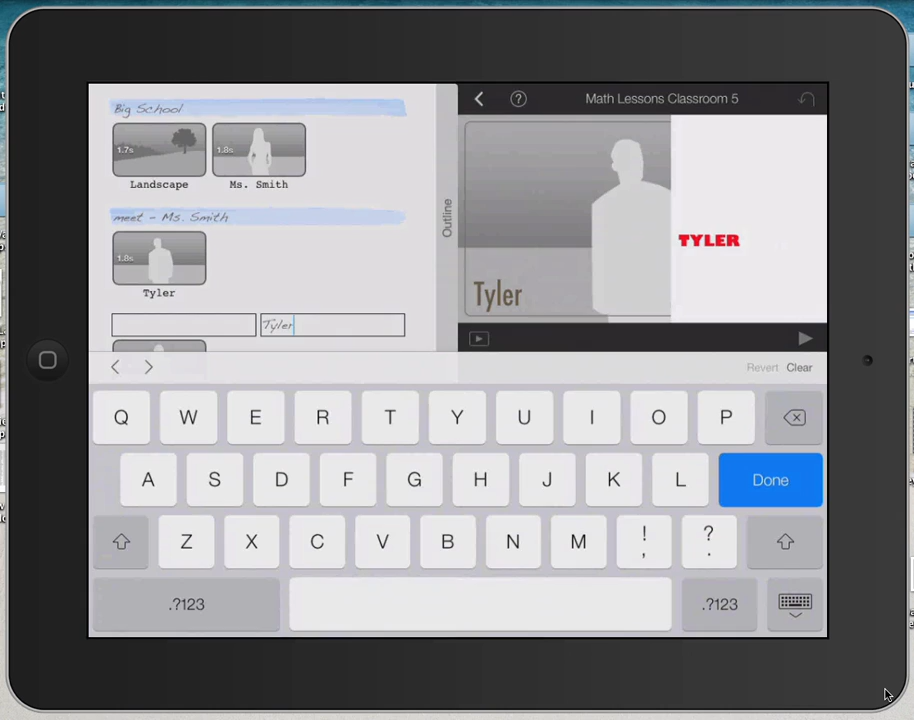 Big School
1.7s
1.8s
Landscape
Ms. Smith
meet - Ms. Smith
1.8s
Tyler
Tyler
Outline
Math Lessons Classroom 5
TYLER
Tyler
Revert Clear
Q W E R T Y U I O P
A S D F G H J K L Done
Z X C V B N M ! , ? .
.?123 .?123